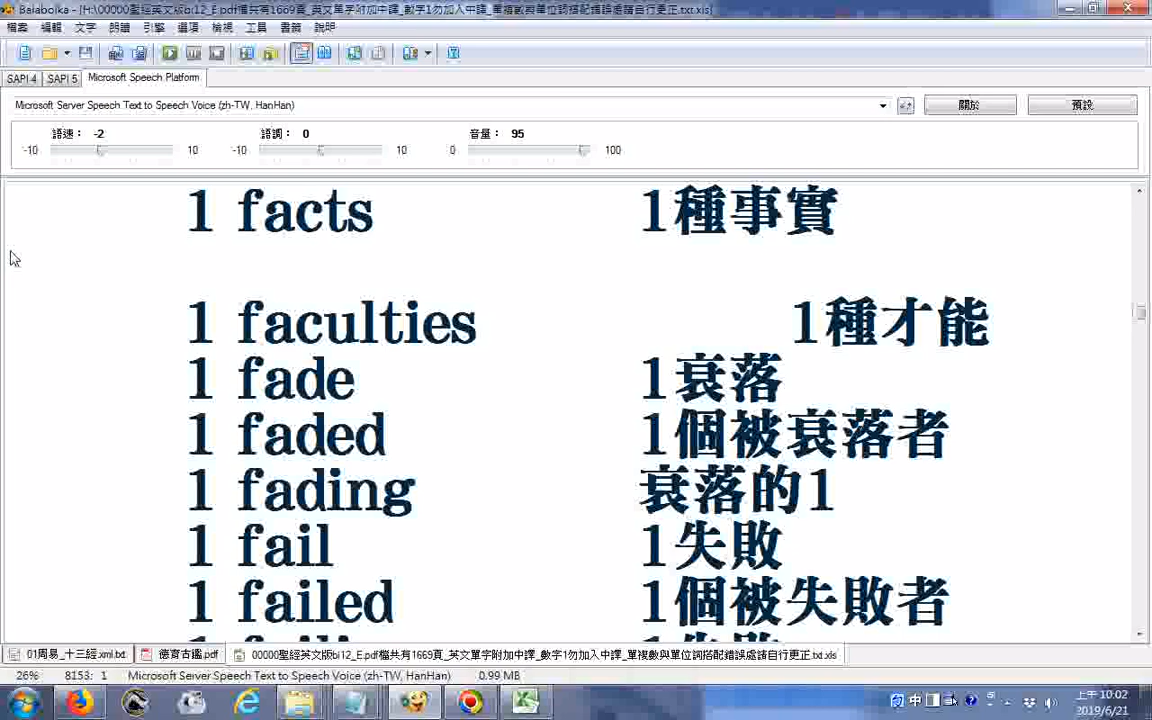 Balabolka - [H:\00000聖經英文版bi12_E.pdf檔共有1669頁_英文單字附加中譯_數字1勿加入中譯_單複數與單位詞搭配錯誤處請自行更正.txt.xls]
檔案 編輯 文字 朗讀 引擎 選項 檢視 工具 書籤 說明
SAPI 4 SAPI 5 Microsoft Speech Platform
Microsoft Server Speech Text to Speech Voice (zh-TW, HanHan) 關於 預設
語速： -2 語調： 0 音量： 95
-10 10 -10 10 0 100
1 facts 1種事實
1 faculties 1種才能
1 fade 1衰落
1 faded 1個被衰落者
1 fading 衰落的1
1 fail 1失敗
1 failed 1個被失敗者
01周易_十三經.xml.txt 德育古鑑.pdf 00000聖經英文版bi12_E.pdf檔共有1669頁_英文單字附加中譯_數字1勿加入中譯_單複數與單位詞搭配錯誤處請自行更正.txt.xls
26% 8153: 1 Microsoft Server Speech Text to Speech Voice (zh-TW, HanHan) 0.99 MB
中 上午 10:02
2019/6/21